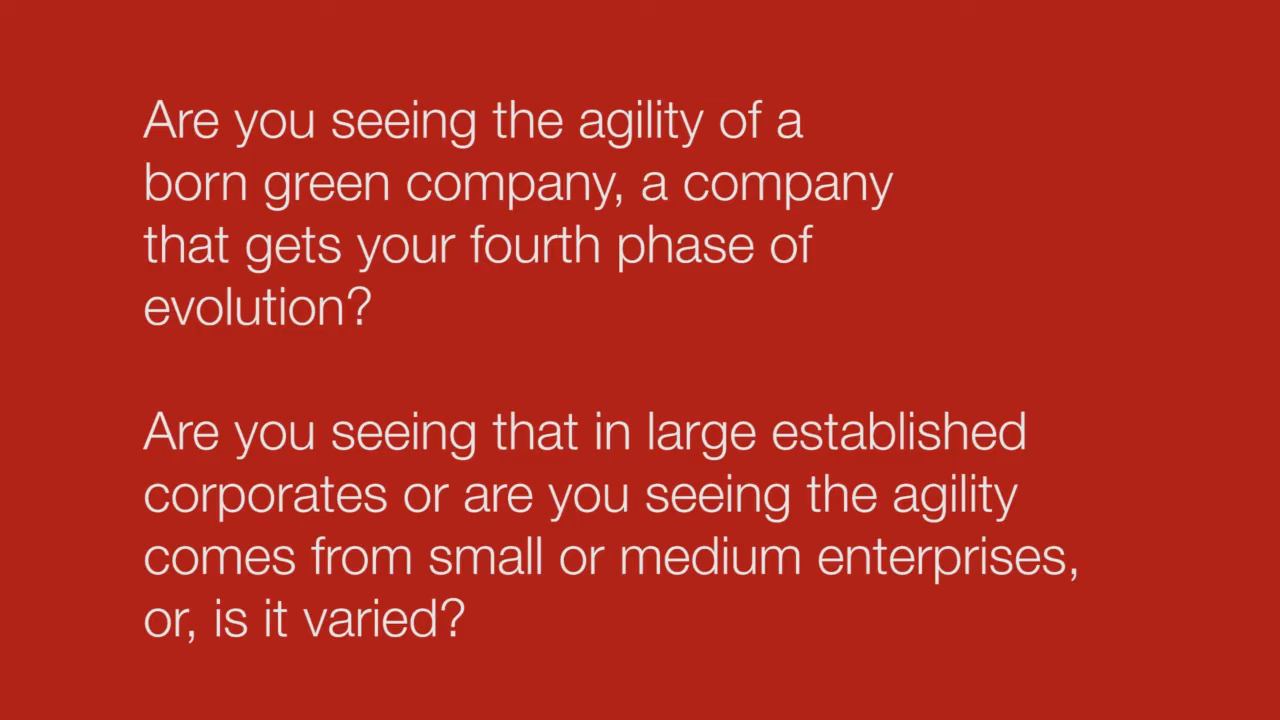 Are you seeing the agility of a
born green company, a company
that gets your fourth phase of
evolution?
Are you seeing that in large established
corporates or are you seeing the agility
comes from small or medium enterprises,
or, is it varied?